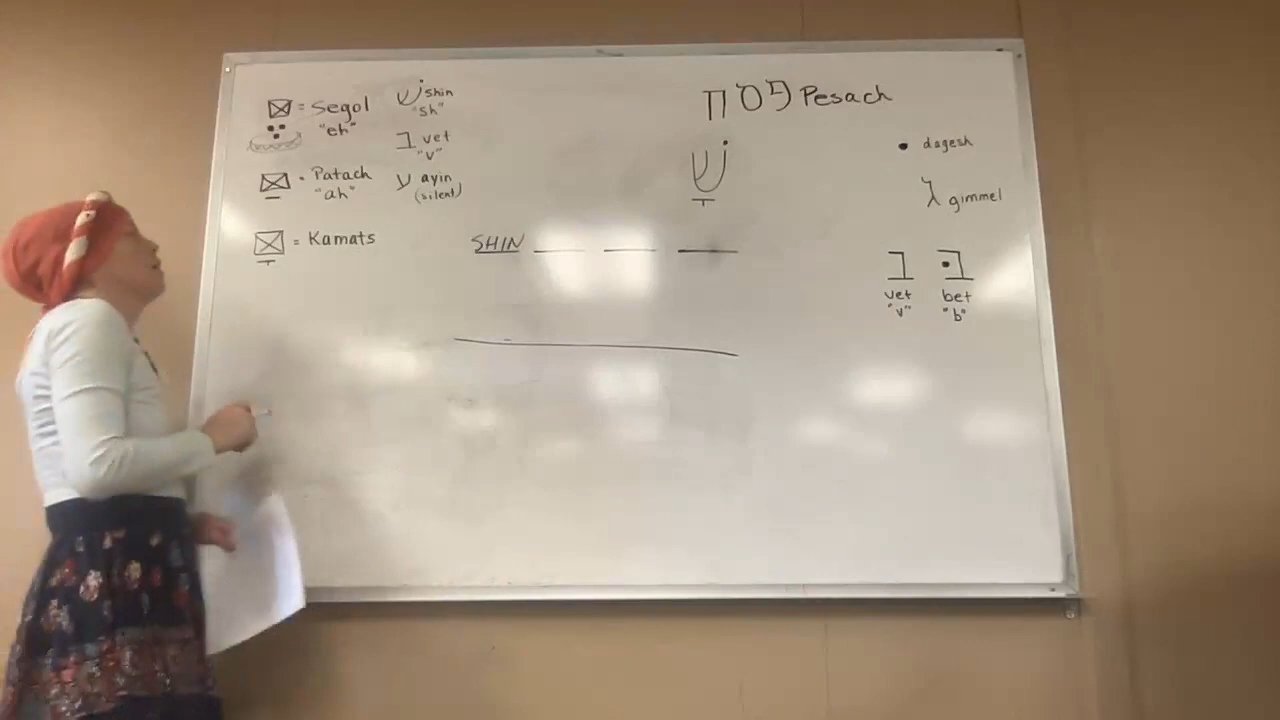 = Segol
"eh"
= Patach
"ah"
= Kamats
שׁ shin
"sh"
ב vet
"v"
ע ayin
(silent)
פסח Pesach
שָׁ
SHIN
dagesh
ג gimmel
ב בּ
vet bet
"v" "b"